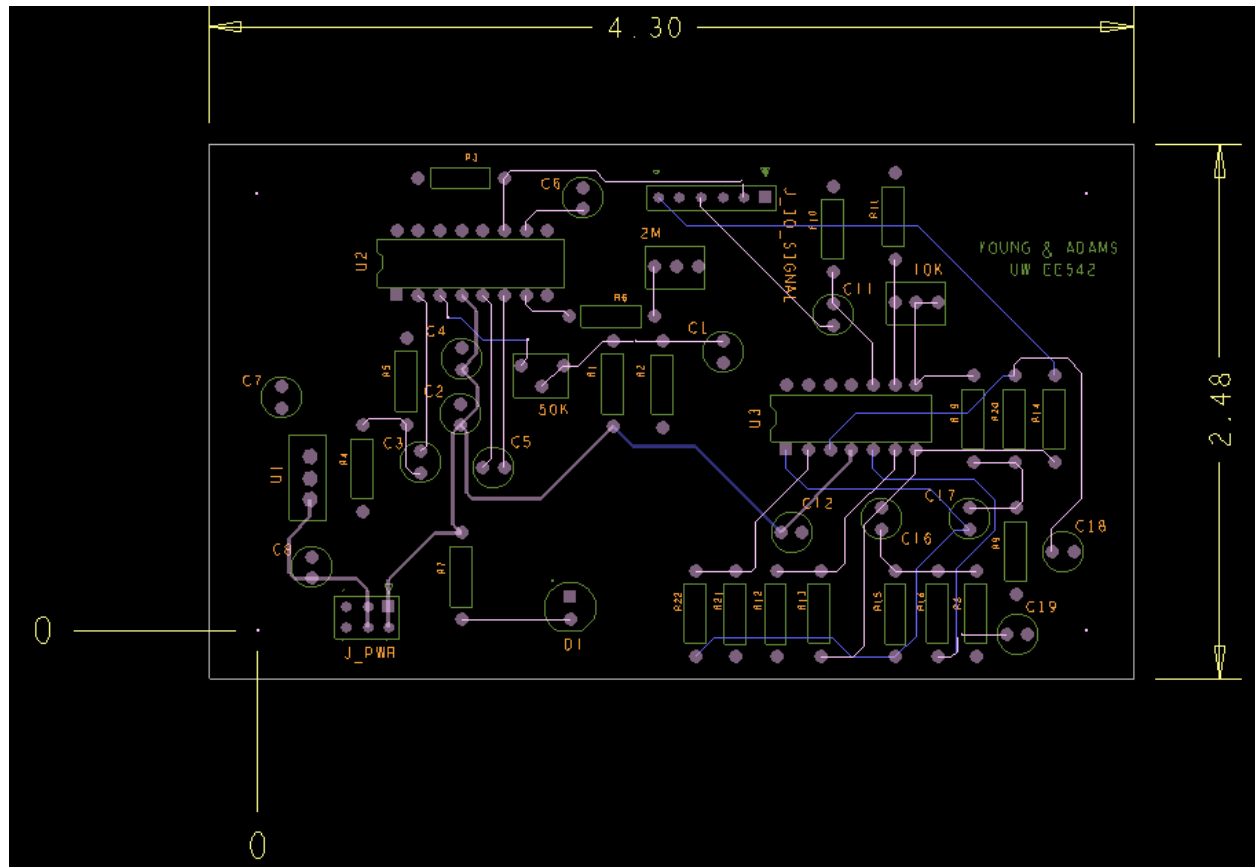 4.30
R3
C6
2M
J_IO_SIGNAL
R10
R11
YOUNG & ADAMS
UW EE542
U2
10K
C11
R6
C4
C1
R5
R1
R2
C7
C2
50K
2.48
U3
R19
R20
R14
C3
C5
U1
R4
C12
C17
C16
C18
C8
R7
R9
R22
R21
R12
R13
R15
R16
C19
0
J_PWR
D1
0